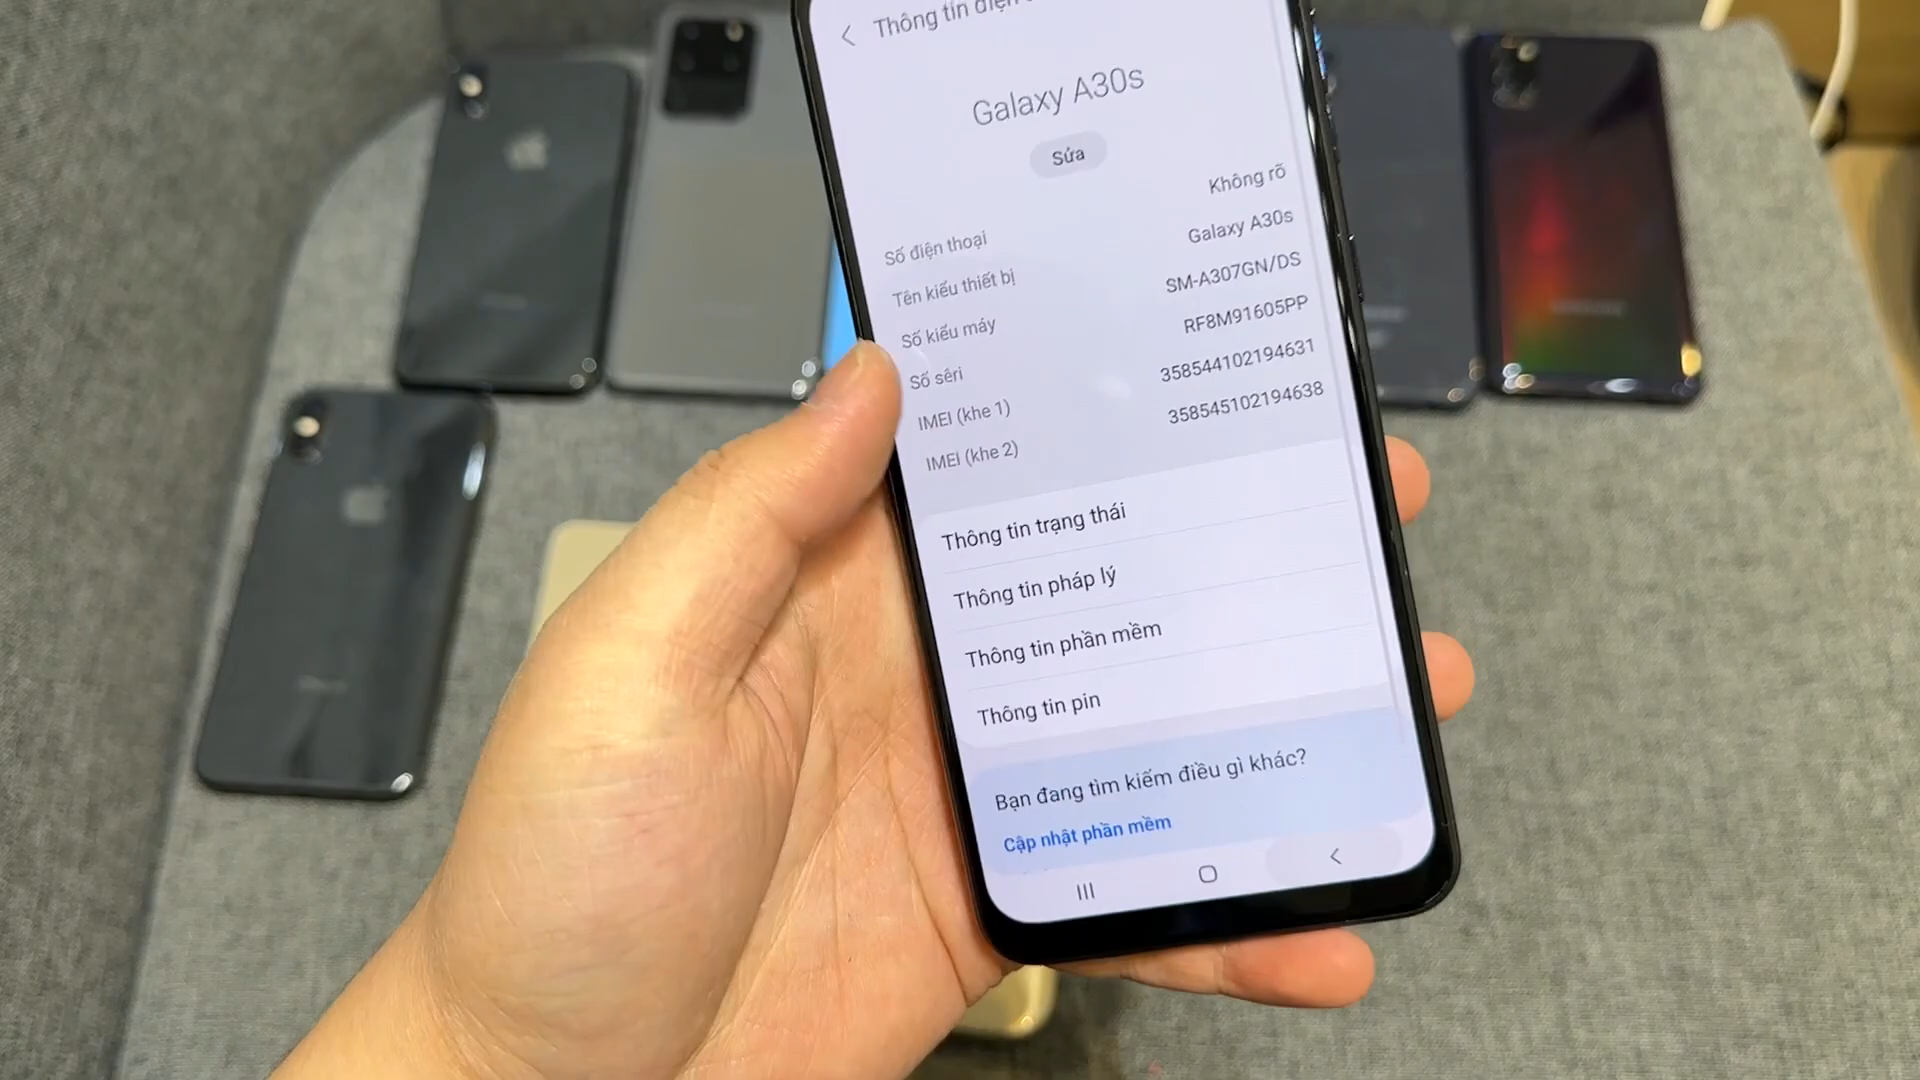 Thông tin điện
Galaxy A30s
Sửa
Số điện thoại
Không rõ
Tên kiểu thiết bị
Galaxy A30s
Số kiểu máy
SM-A307GN/DS
Số sêri
RF8M91605PP
IMEI (khe 1)
358544102194631
IMEI (khe 2)
358545102194638
Thông tin trạng thái
Thông tin pháp lý
Thông tin phần mềm
Thông tin pin
Bạn đang tìm kiếm điều gì khác?
Cập nhật phần mềm